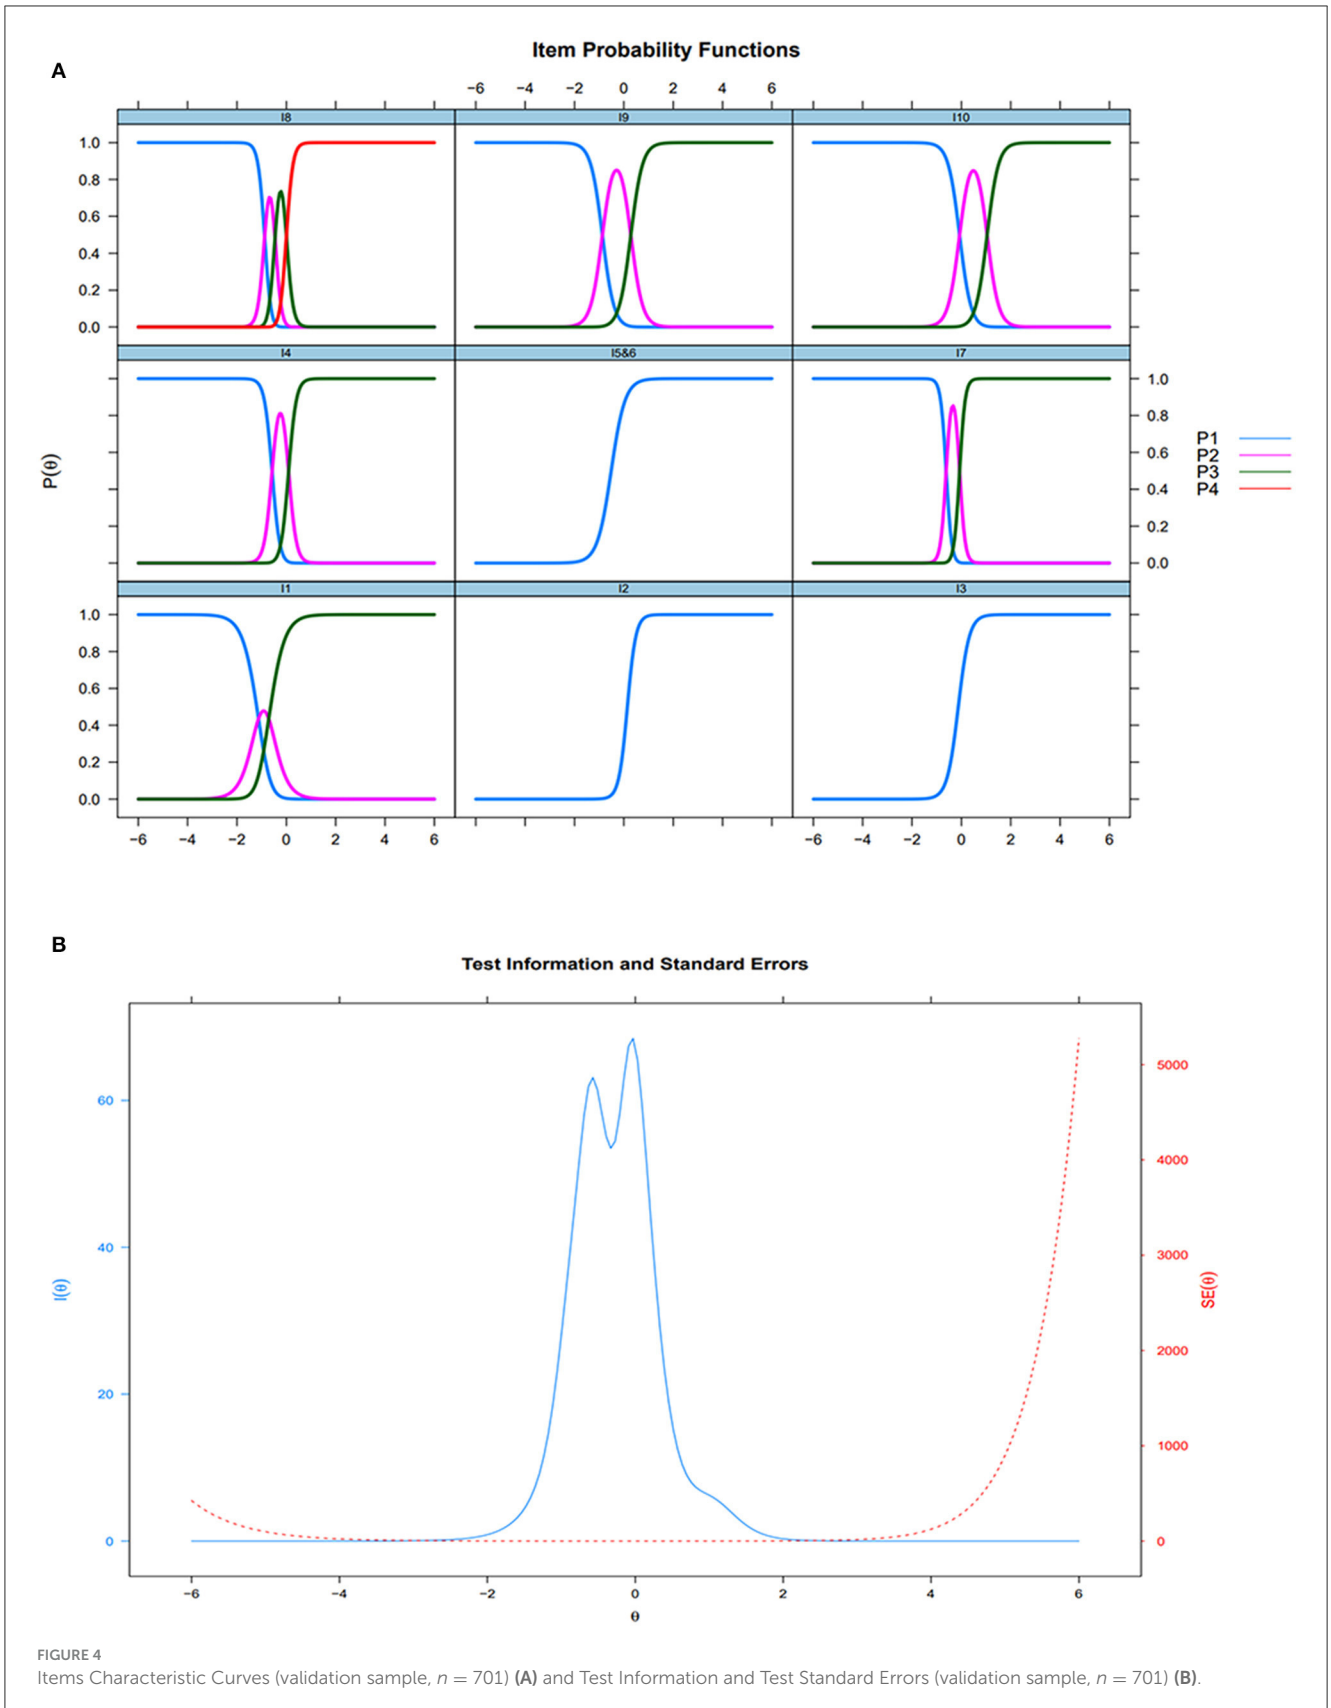 Item Probability Functions
A
−6 −4 −2 0 2 4 6
I8 I9 I10
1.0
0.8
0.6
0.4
0.2
0.0
I4 I5&6 I7
1.0
0.8
0.6
0.4
0.2
0.0
P(θ)
P1
P2
P3
P4
I1 I2 I3
1.0
0.8
0.6
0.4
0.2
0.0
−6 −4 −2 0 2 4 6 −6 −4 −2 0 2 4 6
B
Test Information and Standard Errors
60
40
20
0
I(θ)
5000
4000
3000
2000
1000
0
SE(θ)
−6 −4 −2 0 2 4 6
θ
FIGURE 4
Items Characteristic Curves (validation sample, n = 701) (A) and Test Information and Test Standard Errors (validation sample, n = 701) (B).